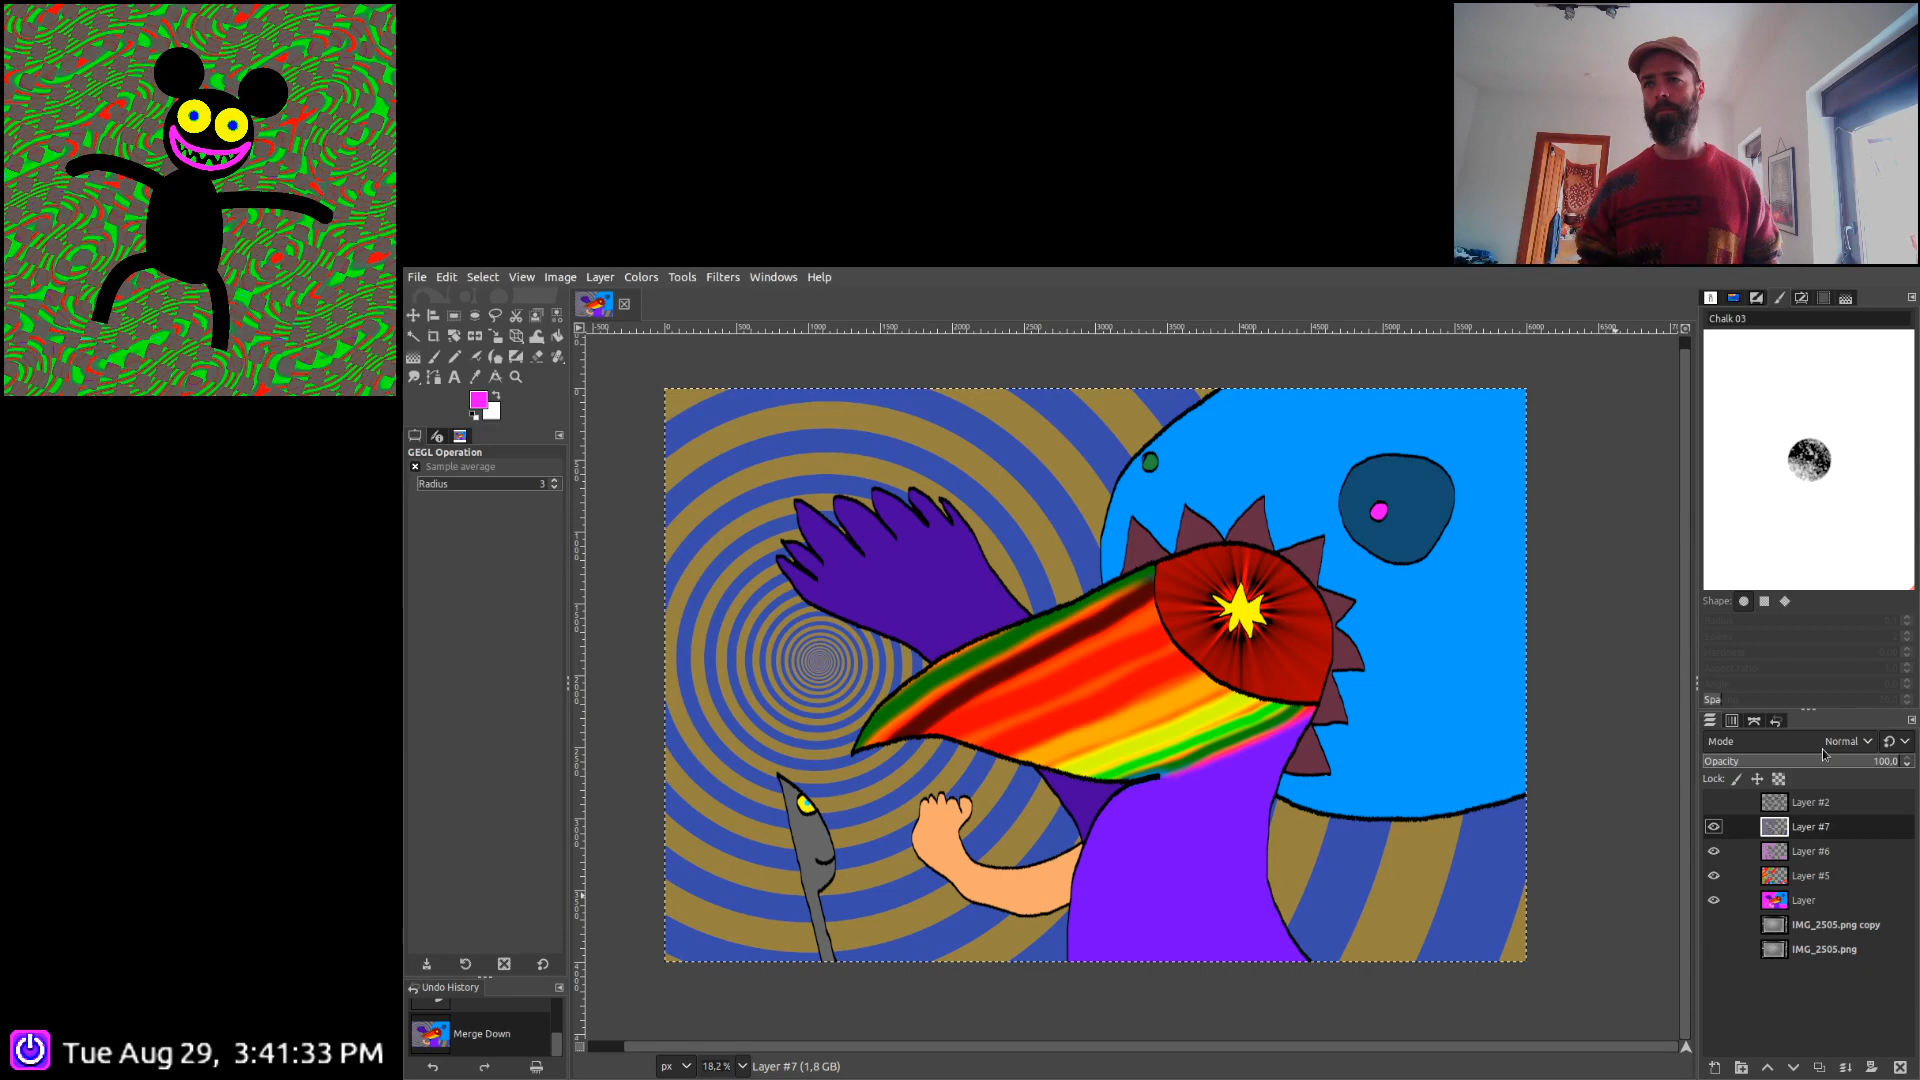 File Edit Select View Image Layer Colors Tools Filters Windows Help
GEGL Operation
Sample average
Radius 3
Undo History
Merge Down
px 18,2% Layer #7 (1,8 GB)
Chalk 03
Shape:
Spa
Mode Normal
Opacity 100,0
Lock:
Layer #2
Layer #7
Layer #6
Layer #5
Layer
IMG_2505.png copy
IMG_2505.png
Tue Aug 29, 3:41:33 PM